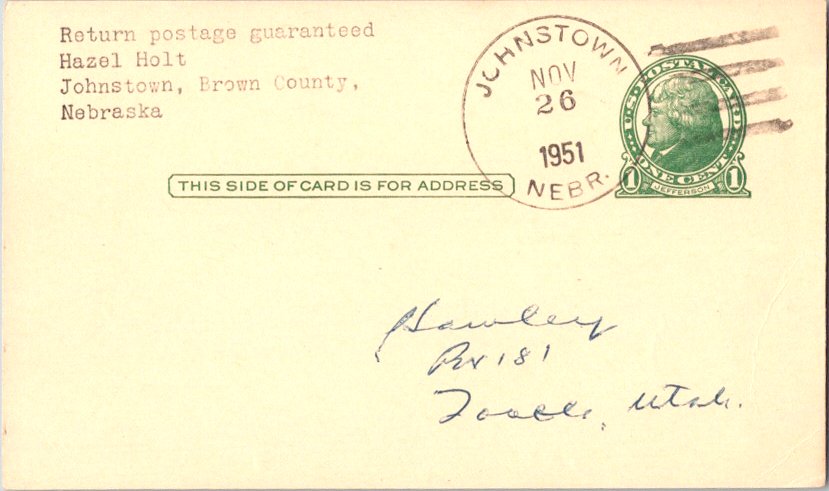 Return postage guaranteed
Hazel Holt
Johnstown, Brown County,
Nebraska
JOHNSTOWN
NOV
26
1951
NEBR.
U.S. POSTAL CARD
ONE CENT
1 JEFFERSON 1
THIS SIDE OF CARD IS FOR ADDRESS
Hawley
Bx 181
Tooele, Utah.